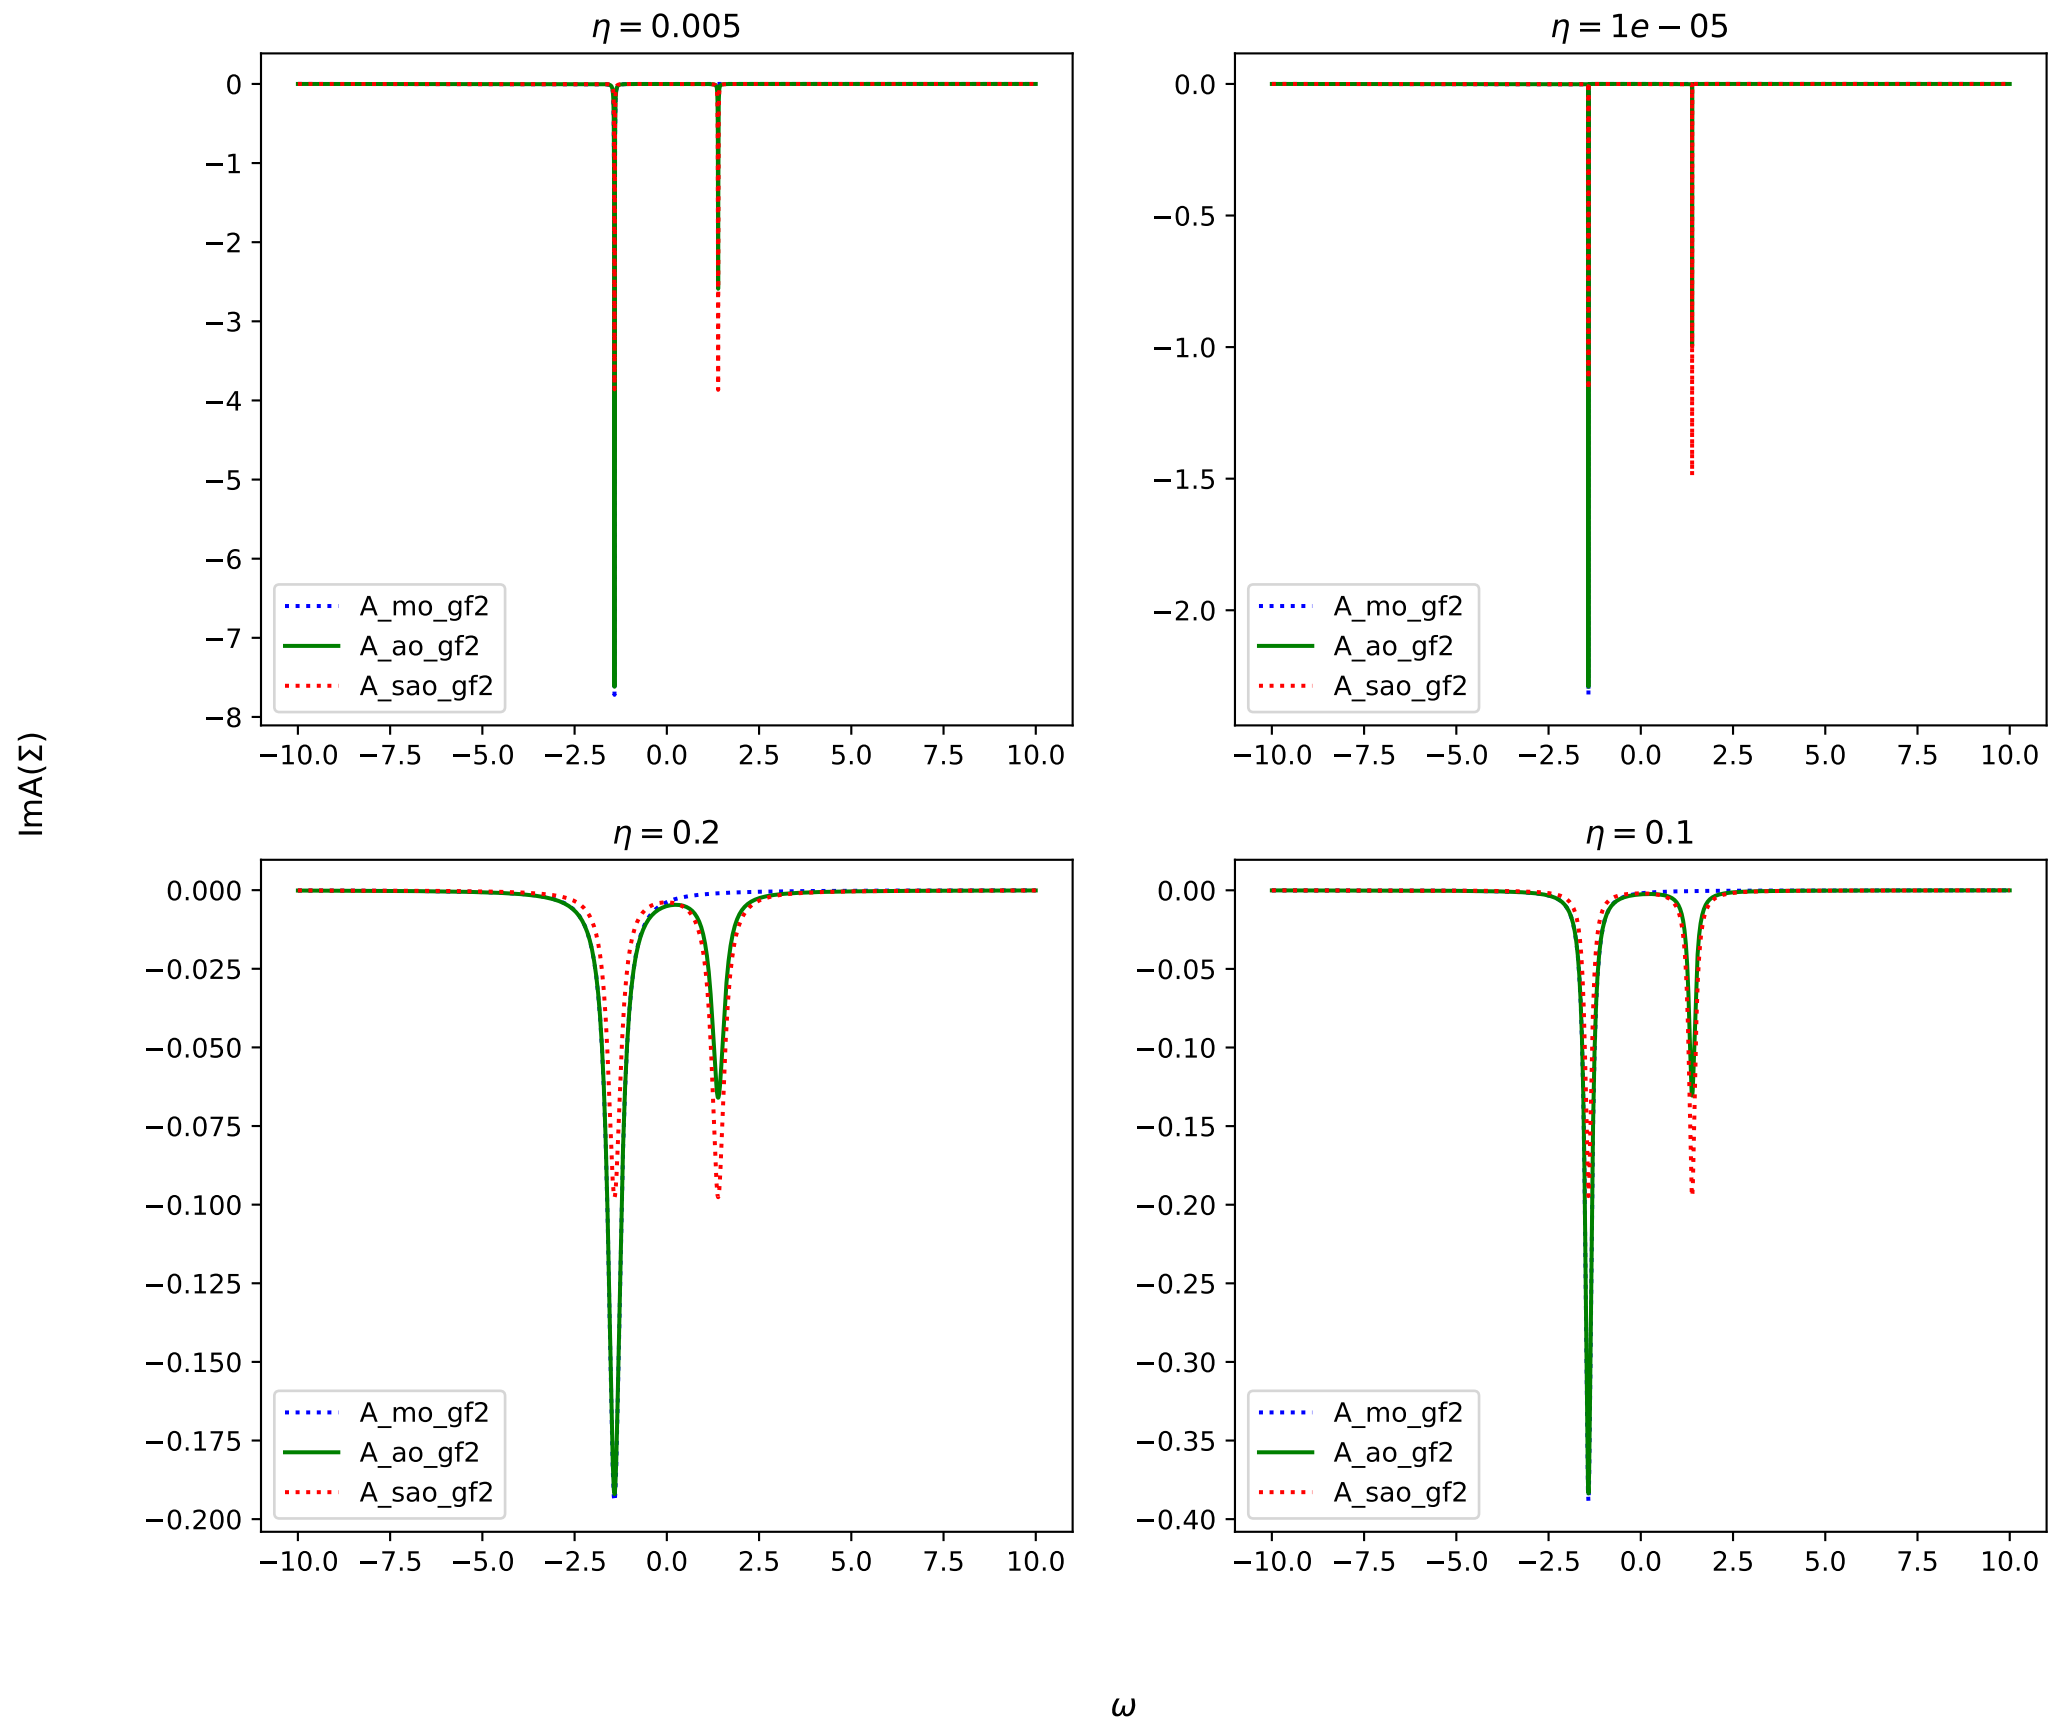 η = 0.005
0
−1
−2
−3
−4
−5
−6
−7
−8
−10.0 −7.5 −5.0 −2.5 0.0 2.5 5.0 7.5 10.0
A_mo_gf2
A_ao_gf2
A_sao_gf2
η = 1e − 05
0.0
−0.5
−1.0
−1.5
−2.0
−10.0 −7.5 −5.0 −2.5 0.0 2.5 5.0 7.5 10.0
A_mo_gf2
A_ao_gf2
A_sao_gf2
ImA(Σ)
η = 0.2
0.000
−0.025
−0.050
−0.075
−0.100
−0.125
−0.150
−0.175
−0.200
−10.0 −7.5 −5.0 −2.5 0.0 2.5 5.0 7.5 10.0
A_mo_gf2
A_ao_gf2
A_sao_gf2
η = 0.1
0.00
−0.05
−0.10
−0.15
−0.20
−0.25
−0.30
−0.35
−0.40
−10.0 −7.5 −5.0 −2.5 0.0 2.5 5.0 7.5 10.0
A_mo_gf2
A_ao_gf2
A_sao_gf2
ω